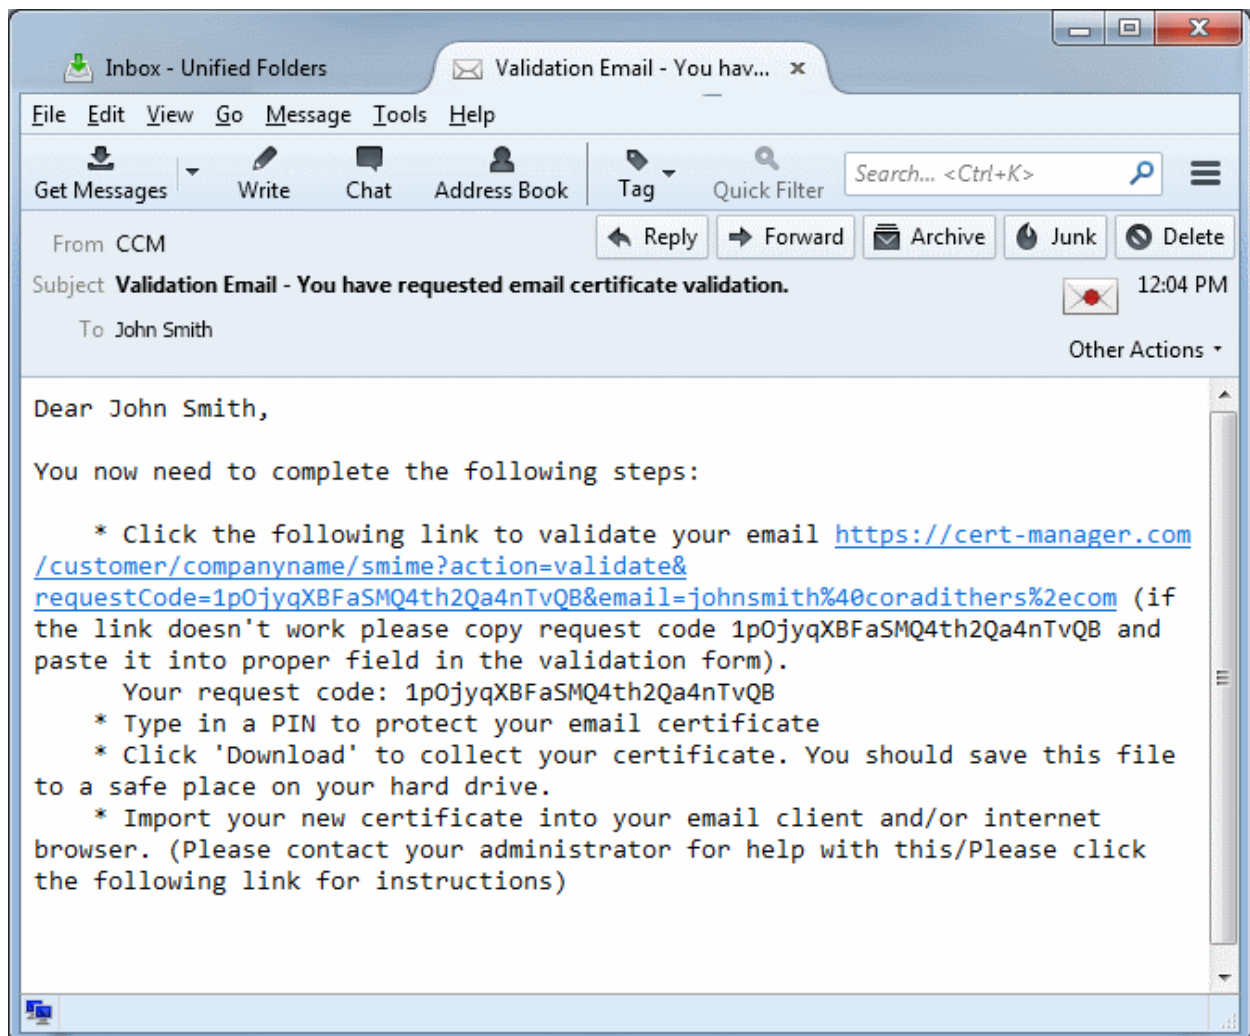 Inbox - Unified Folders
Validation Email - You hav...
File Edit View Go Message Tools Help
Get Messages Write Chat Address Book Tag Quick Filter Search... <Ctrl+K>
From CCM Reply Forward Archive Junk Delete
Subject Validation Email - You have requested email certificate validation. 12:04 PM
To John Smith
Other Actions
Dear John Smith,
You now need to complete the following steps:
* Click the following link to validate your email https://cert-manager.com
/customer/companyname/smime?action=validate&
requestCode=1pOjyqXBFaSMQ4th2Qa4nTvQB&email=johnsmith%40coradithers%2ecom (if
the link doesn't work please copy request code 1pOjyqXBFaSMQ4th2Qa4nTvQB and
paste it into proper field in the validation form).
Your request code: 1pOjyqXBFaSMQ4th2Qa4nTvQB
* Type in a PIN to protect your email certificate
* Click 'Download' to collect your certificate. You should save this file
to a safe place on your hard drive.
* Import your new certificate into your email client and/or internet
browser. (Please contact your administrator for help with this/Please click
the following link for instructions)